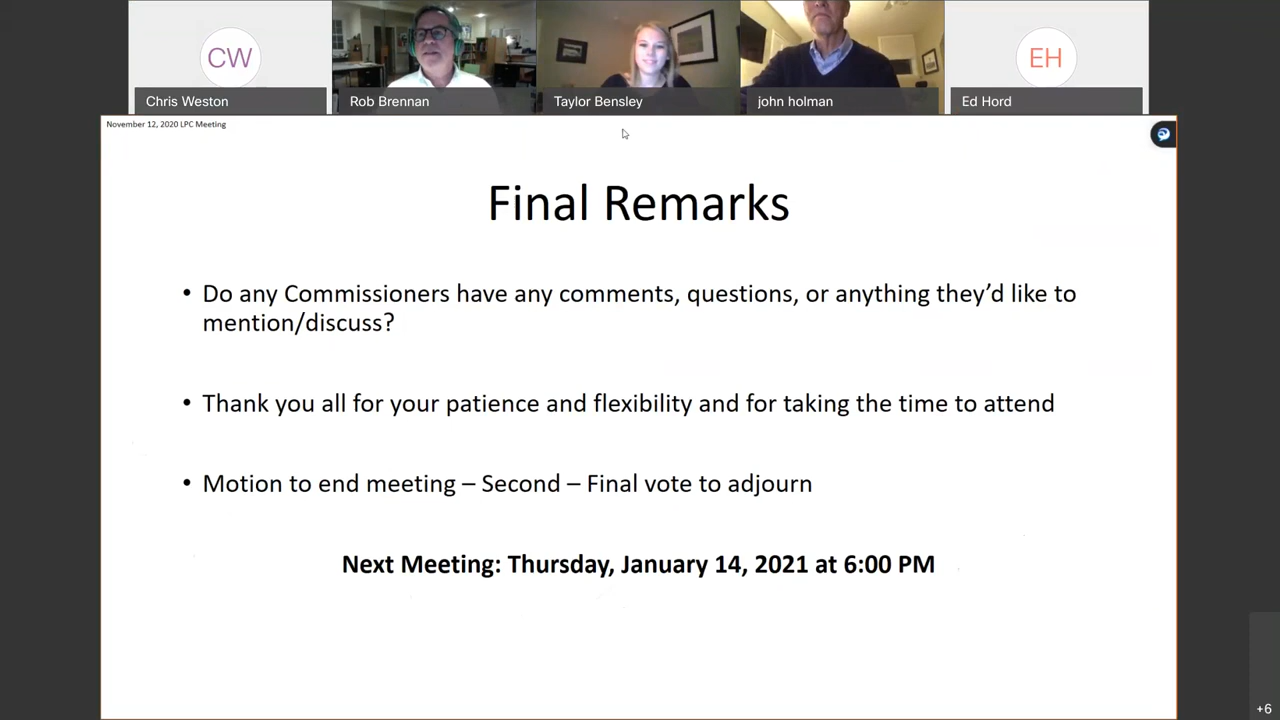 CW
EH
Chris Weston
Rob Brennan
Taylor Bensley
john holman
Ed Hord
November 12, 2020 LPC Meeting
Final Remarks
• Do any Commissioners have any comments, questions, or anything they’d like to
mention/discuss?
• Thank you all for your patience and flexibility and for taking the time to attend
• Motion to end meeting – Second – Final vote to adjourn
Next Meeting: Thursday, January 14, 2021 at 6:00 PM
+6